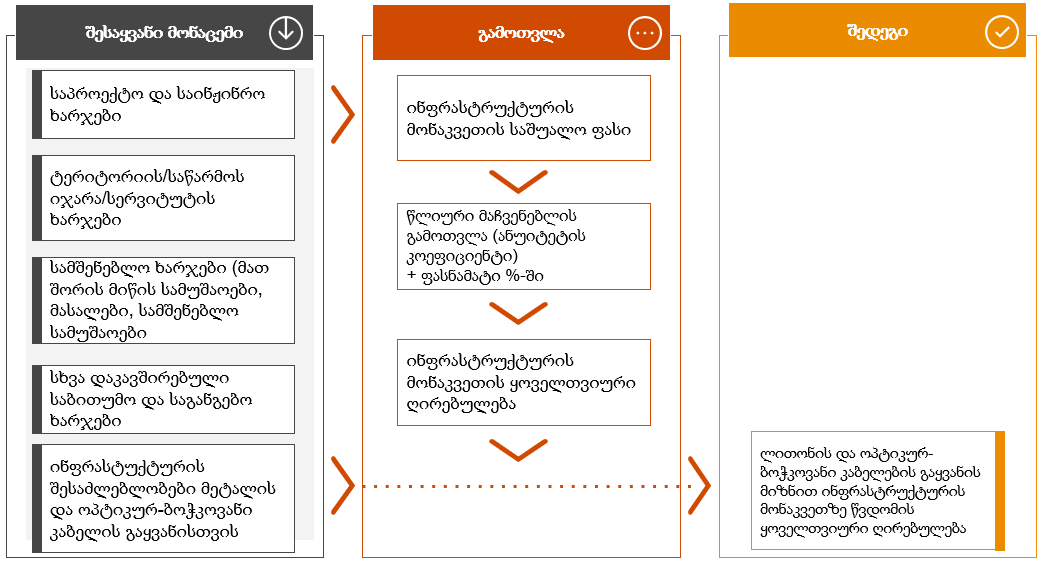 შესაყვანი მონაცემი
საპროექტო და საინჟინრო
ხარჯები
ტერიტორიის/საწარმოს
იჯარა/სერვიტუტის
ხარჯები
სამშენებლო ხარჯები (მათ
შორის მიწის სამუშაოები,
მასალები, სამშენებლო
სამუშაოები
სხვა დაკავშირებული
საბითუმო და საგანგებო
ხარჯები
ინფრასტუქტურის
შესაძლებლობები მეტალის
და ოპტიკურ-ბოჭკოვანი
კაბელის გაყვანისთვის
გამოთვლა
ინფრასტრუქტურის
მონაკვეთის საშუალო ფასი
წლიური მაჩვენებლის
გამოთვლა (ანუიტეტის
კოეფიციენტი)
+ ფასნამატი %-ში
ინფრასტრუქტურის
მონაკვეთის ყოველთვიური
ღირებულება
შედეგი
ლითონის და ოპტიკურ-
ბოჭკოვანი კაბელების გაყვანის
მიზნით ინფრასტრუქტურის
მონაკვეთზე წვდომის
ყოველთვიური ღირებულება